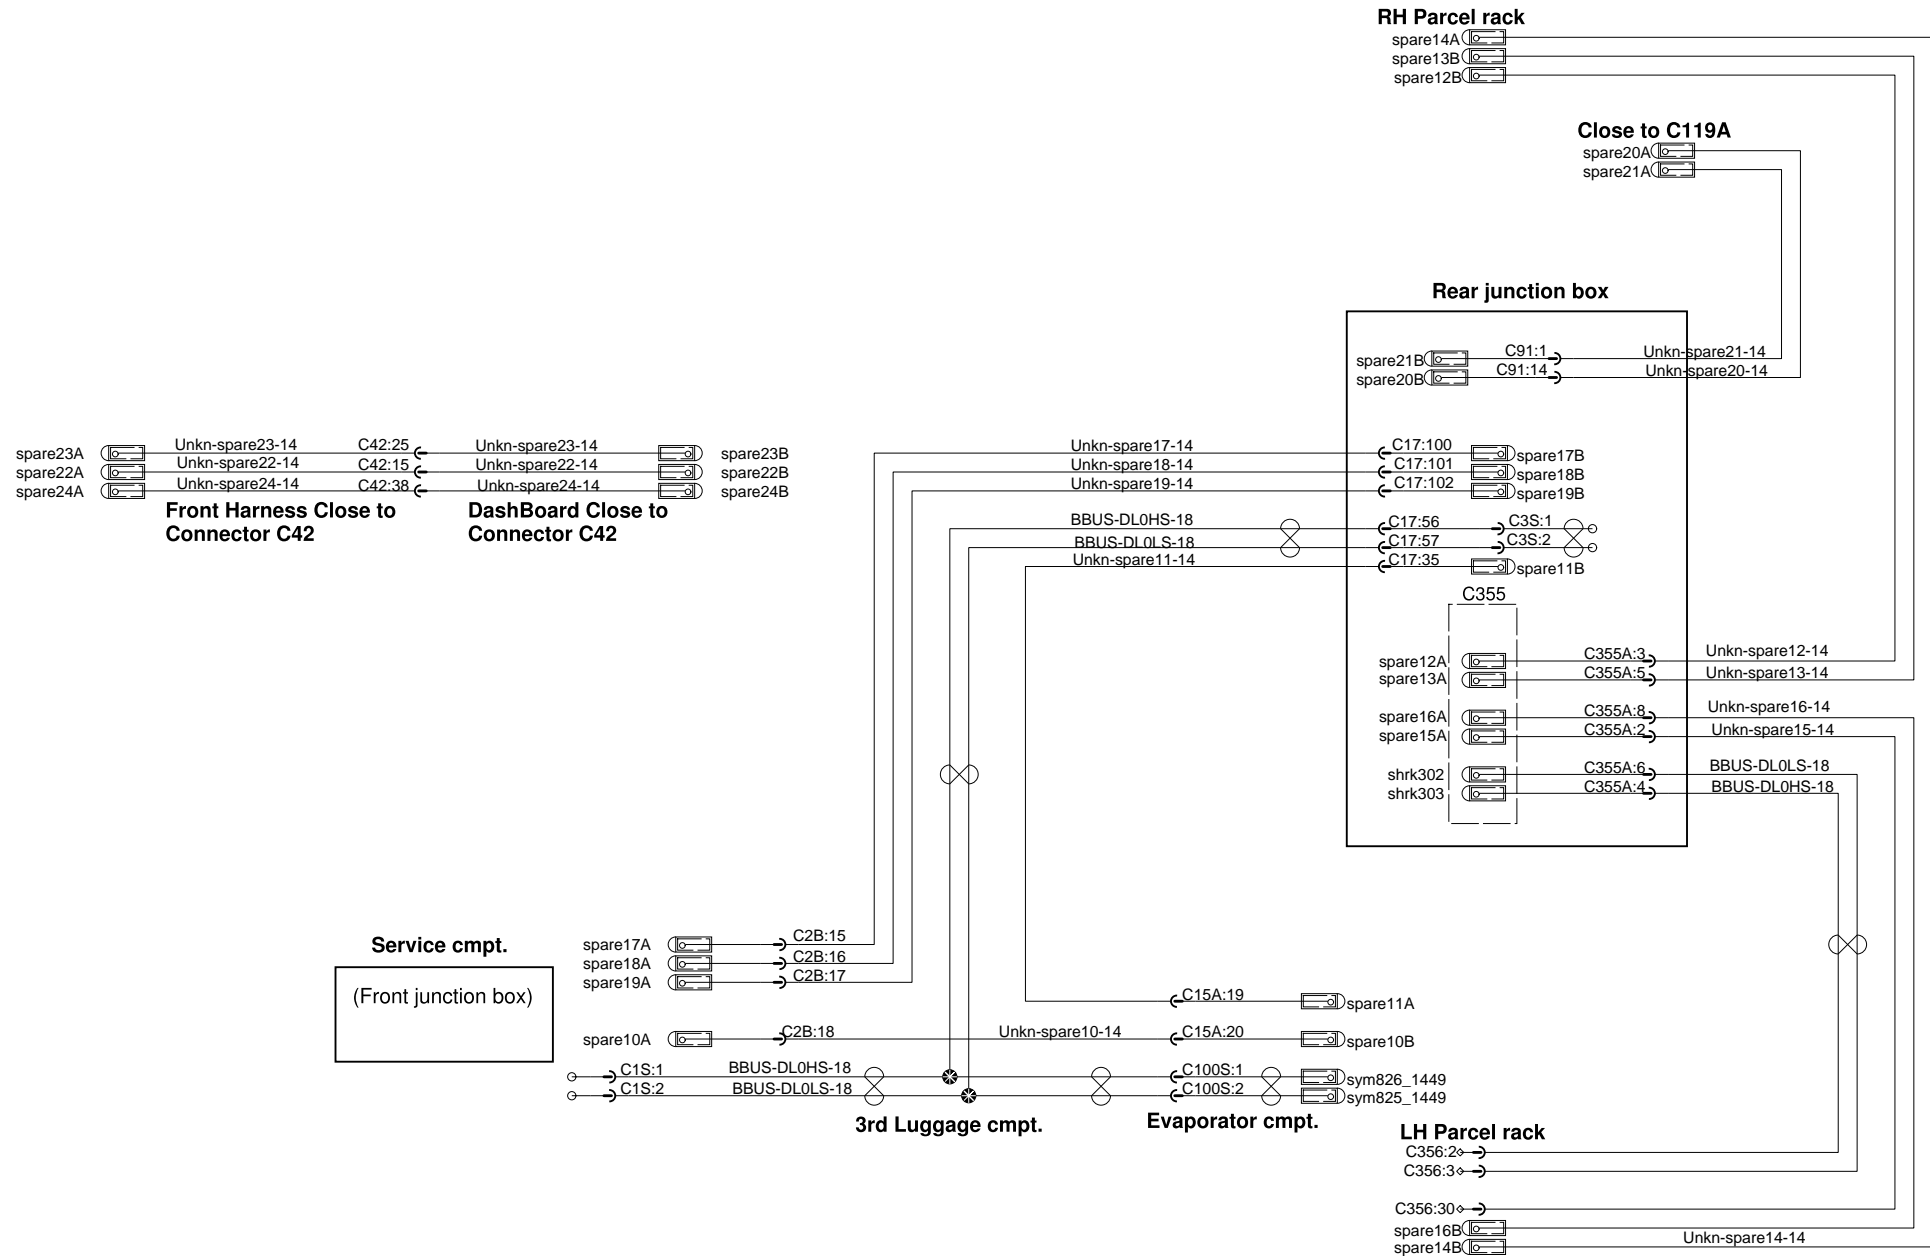 RH Parcel rack
spare14A
spare13B
spare12B
Close to C119A
spare20A
spare21A
Rear junction box
spare21B C91:1 Unkn-spare21-14
spare20B C91:14 Unkn-spare20-14
spare23A Unkn-spare23-14 C42:25 Unkn-spare23-14 spare23B
spare22A Unkn-spare22-14 C42:15 Unkn-spare22-14 spare22B
spare24A Unkn-spare24-14 C42:38 Unkn-spare24-14 spare24B
Front Harness Close to
Connector C42
DashBoard Close to
Connector C42
Unkn-spare17-14 C17:100 spare17B
Unkn-spare18-14 C17:101 spare18B
Unkn-spare19-14 C17:102 spare19B
BBUS-DL0HS-18 C17:56 C3S:1
BBUS-DL0LS-18 C17:57 C3S:2
Unkn-spare11-14 C17:35 spare11B
C355
spare12A C355A:3 Unkn-spare12-14
spare13A C355A:5 Unkn-spare13-14
spare16A C355A:8 Unkn-spare16-14
spare15A C355A:2 Unkn-spare15-14
shrk302 C355A:6 BBUS-DL0LS-18
shrk303 C355A:4 BBUS-DL0HS-18
Service cmpt.
(Front junction box)
spare17A C2B:15
spare18A C2B:16
spare19A C2B:17
C15A:19 spare11A
spare10A C2B:18 Unkn-spare10-14 C15A:20 spare10B
C1S:1 BBUS-DL0HS-18 C100S:1 sym826_1449
C1S:2 BBUS-DL0LS-18 C100S:2 sym825_1449
3rd Luggage cmpt.
Evaporator cmpt.
LH Parcel rack
C356:2
C356:3
C356:30
spare16B
spare14B Unkn-spare14-14